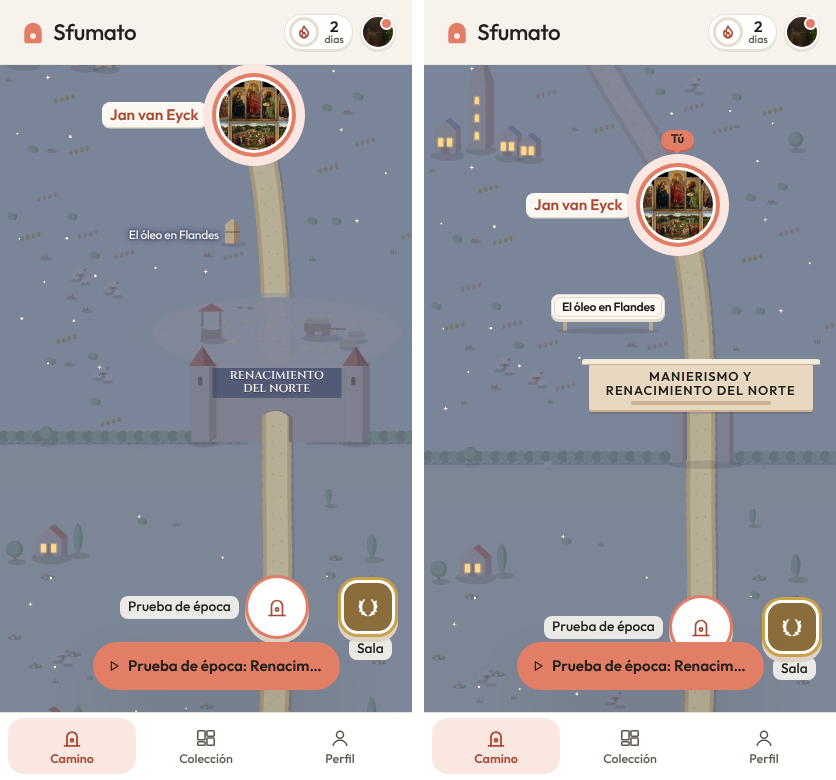 Sfumato
2
días
Jan van Eyck
El óleo en Flandes
RENACIMIENTO
DEL NORTE
Prueba de época
Sala
Prueba de época: Renacim...
Camino
Colección
Perfil
Sfumato
2
días
Tú
Jan van Eyck
El óleo en Flandes
MANIERISMO Y
RENACIMIENTO DEL NORTE
Prueba de época
Prueba de época: Renacim...
Sala
Camino
Colección
Perfil